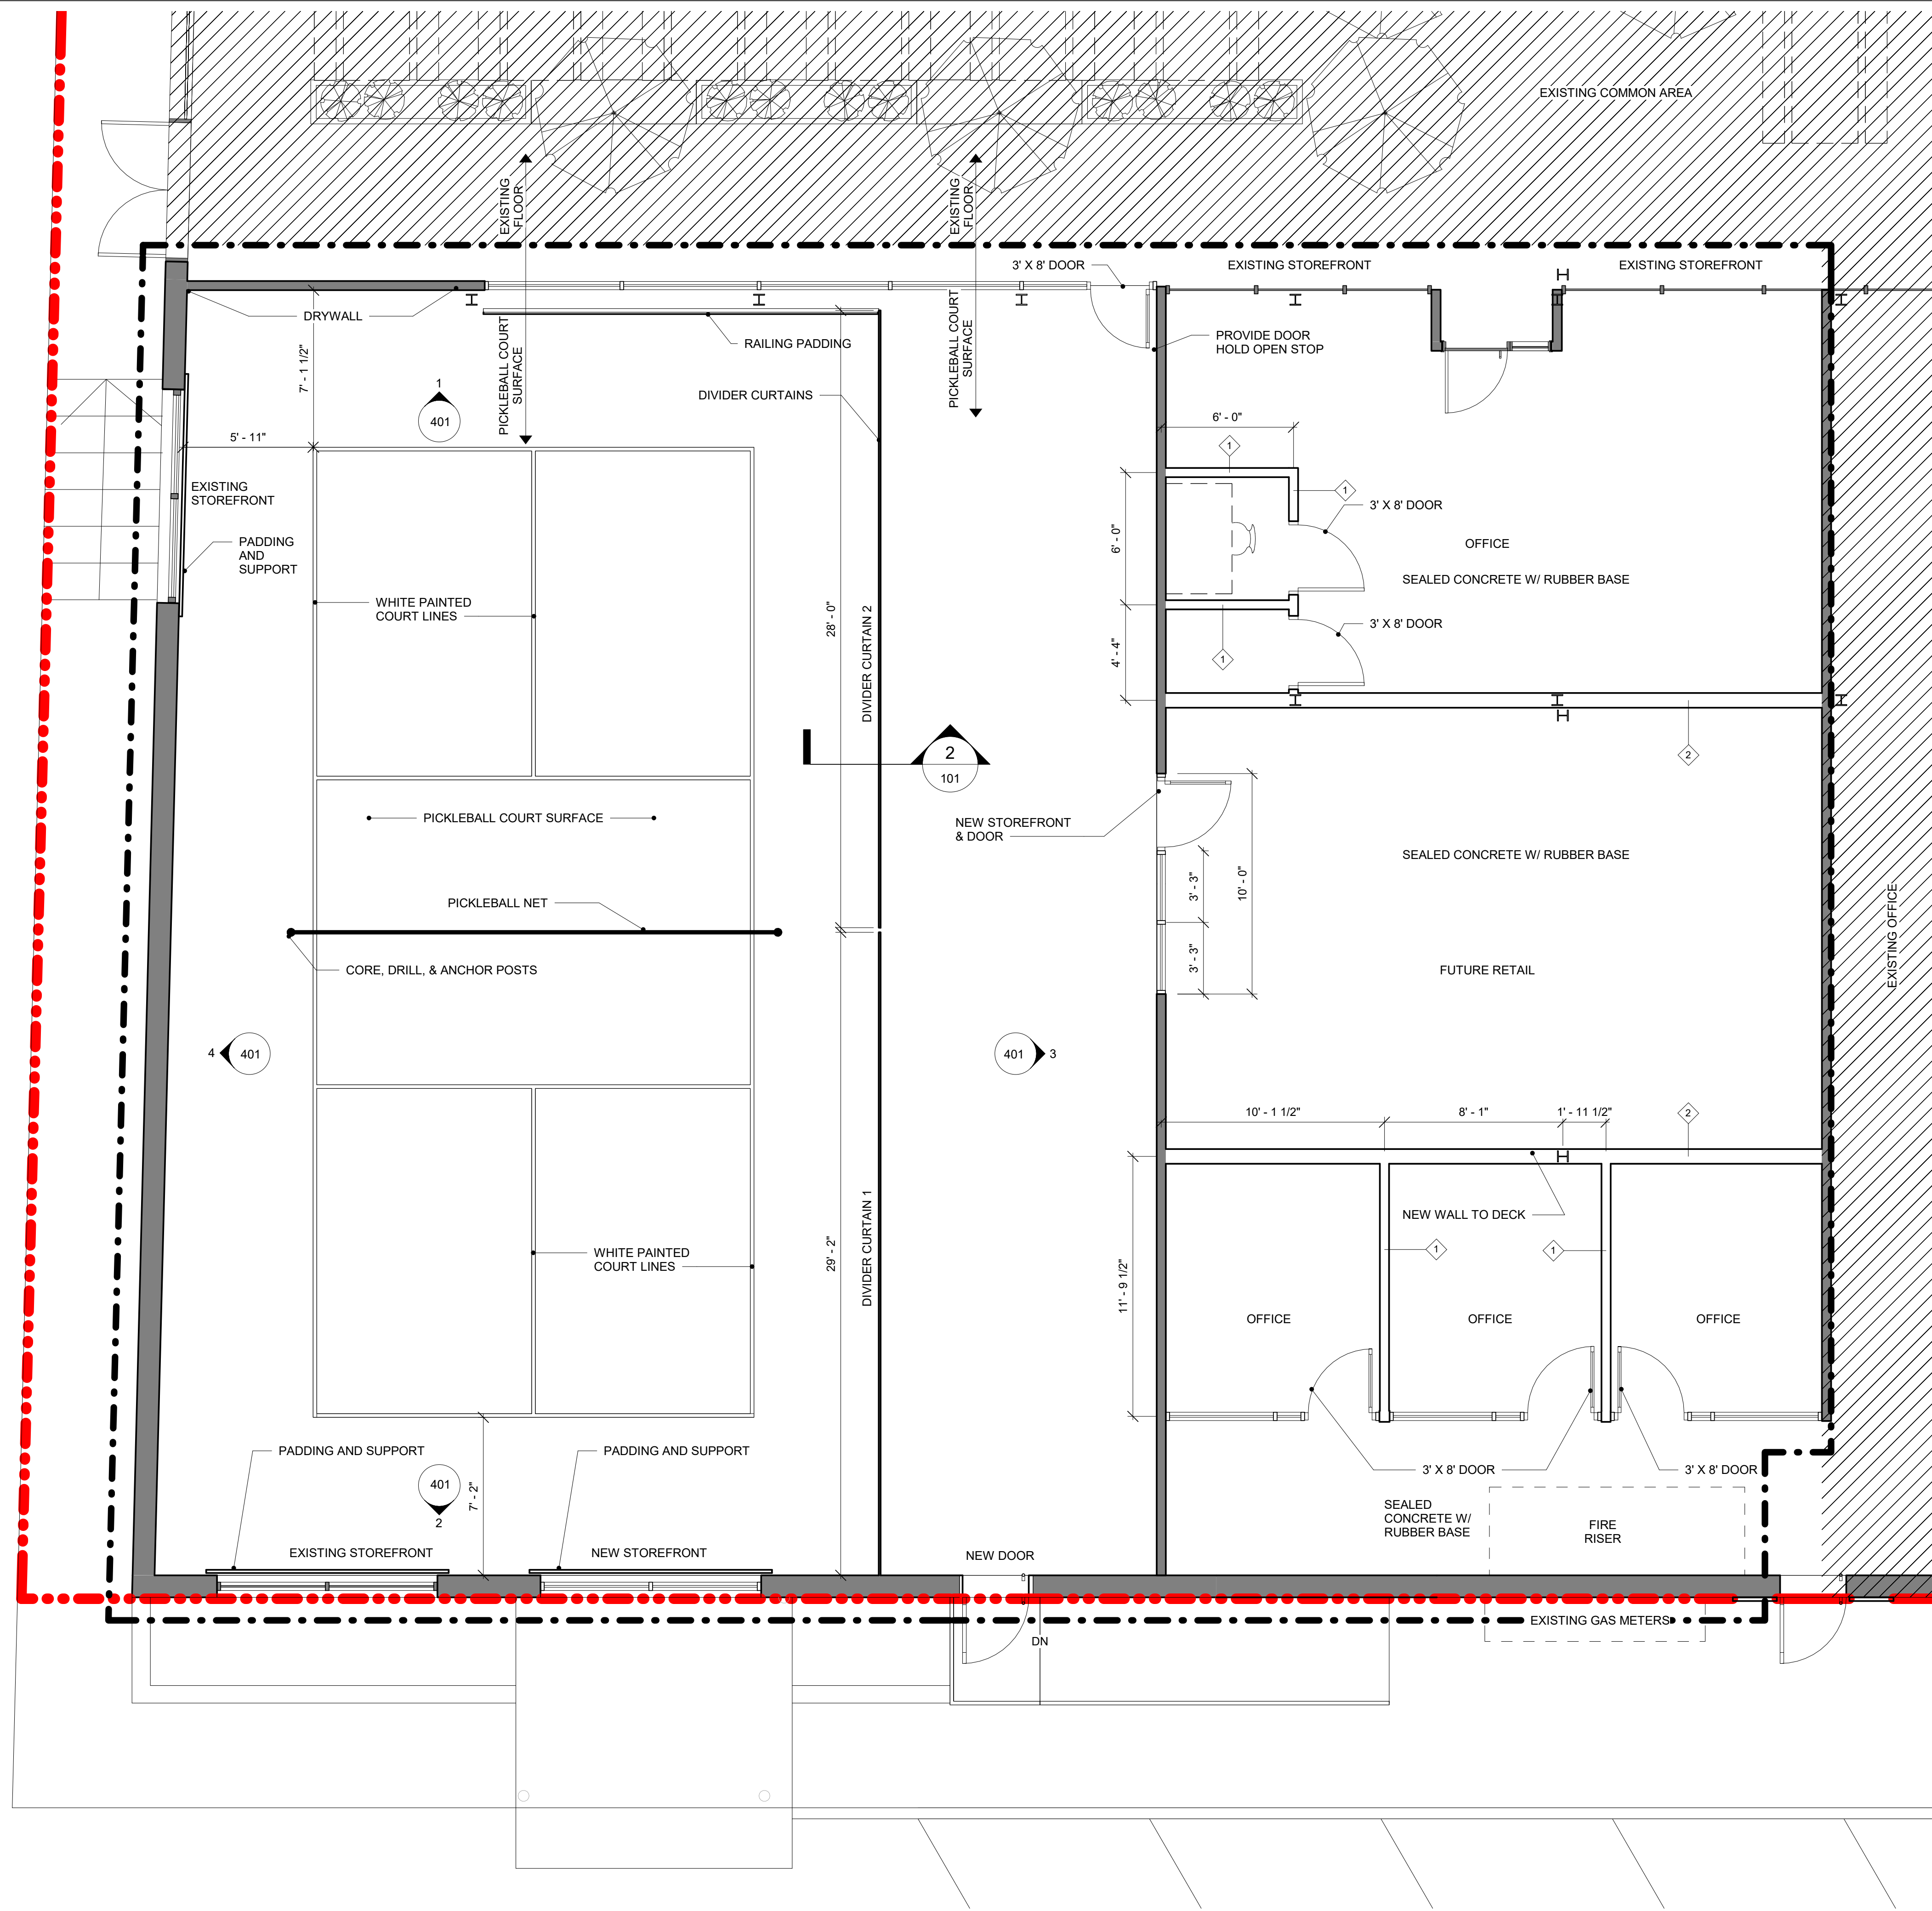 EXISTING COMMON AREA
EXISTING
FLOOR
EXISTING
FLOOR
3' X 8' DOOR
EXISTING STOREFRONT
EXISTING STOREFRONT
DRYWALL
RAILING PADDING
PROVIDE DOOR
HOLD OPEN STOP
7' - 1 1/2"
PICKLEBALL COURT
SURFACE
PICKLEBALL COURT
SURFACE
1
401
DIVIDER CURTAINS
5' - 11"
6' - 0"
1
EXISTING
STOREFRONT
1
3' X 8' DOOR
PADDING
AND
SUPPORT
6' - 0"
OFFICE
SEALED CONCRETE W/ RUBBER BASE
WHITE PAINTED
COURT LINES
28' - 0"
DIVIDER CURTAIN 2
3' X 8' DOOR
4' - 4"
1
2
101
2
PICKLEBALL COURT SURFACE
NEW STOREFRONT
& DOOR
SEALED CONCRETE W/ RUBBER BASE
3' - 3"
10' - 0"
PICKLEBALL NET
EXISTING OFFICE
3' - 3"
CORE, DRILL, & ANCHOR POSTS
FUTURE RETAIL
4
401
401
3
10' - 1 1/2"
8' - 1"
1' - 11 1/2"
2
NEW WALL TO DECK
29' - 2"
DIVIDER CURTAIN 1
WHITE PAINTED
COURT LINES
1
1
11' - 9 1/2"
OFFICE
OFFICE
OFFICE
PADDING AND SUPPORT
PADDING AND SUPPORT
3' X 8' DOOR
3' X 8' DOOR
401
2
7' - 2"
SEALED
CONCRETE W/
RUBBER BASE
FIRE
RISER
EXISTING STOREFRONT
NEW STOREFRONT
NEW DOOR
EXISTING GAS METERS
DN